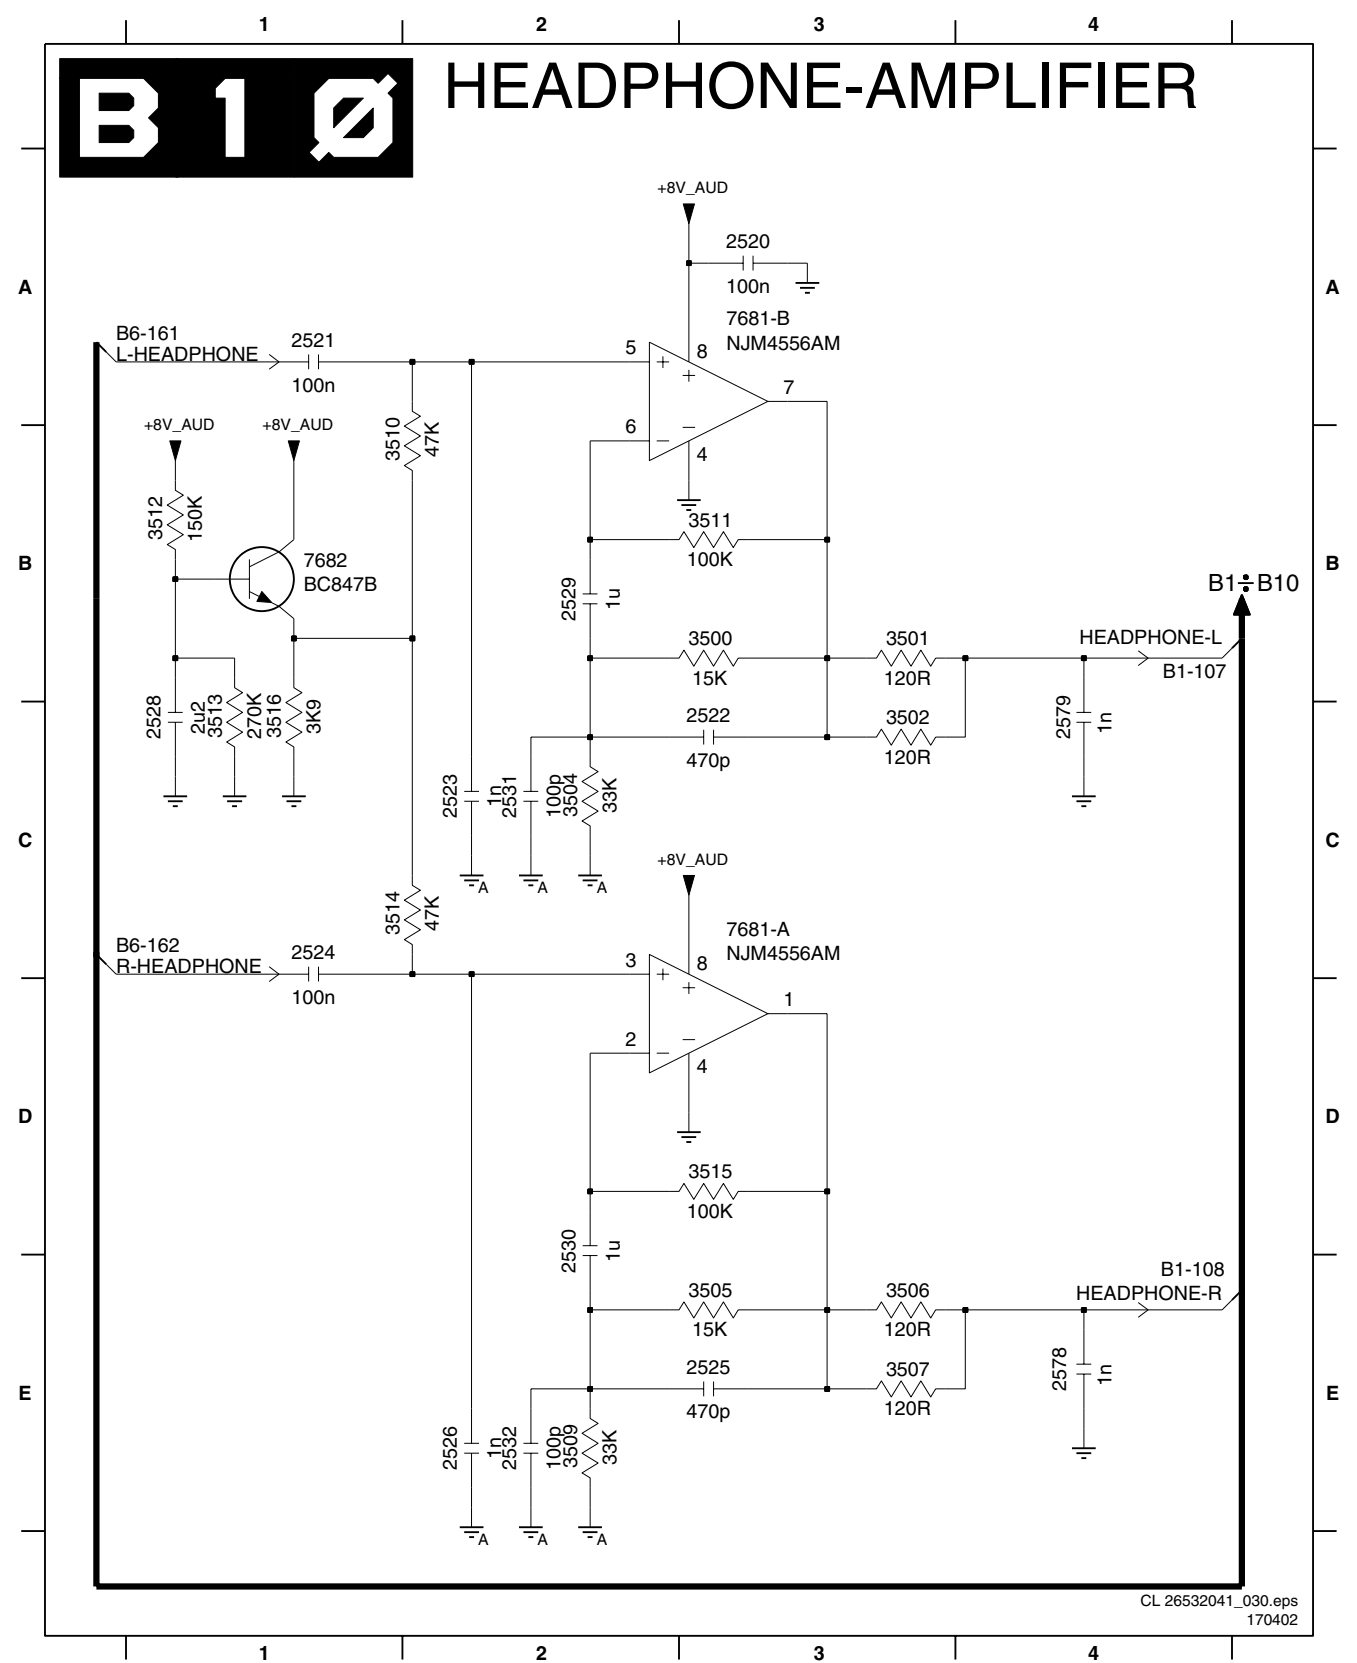 1 2 3 4
B 1 0 HEADPHONE-AMPLIFIER
+8V_AUD
2520
100n
A A
7681-B
NJM4556AM
B6-161
L-HEADPHONE
2521
100n
5
+
8
+
7
6
−
−
4
+8V_AUD +8V_AUD
3510
47K
3512
150K
7682
BC847B
B B
3511
100K
2529
1u
B1÷B10
3500
15K
3501
120R
HEADPHONE-L
B1-107
2528
2u2
3513
270K
3516
3K9
2522
470p
3502
120R
2579
1n
2523
1n
2531
100p
3504
33K
C C
A A A
+8V_AUD
3514
47K
7681-A
NJM4556AM
B6-162
R-HEADPHONE
2524
100n
3
+
8
+
1
2
−
−
4
D D
3515
100K
2530
1u
3505
15K
3506
120R
B1-108
HEADPHONE-R
2525
470p
3507
120R
2578
1n
E E
2526
1n
2532
100p
3509
33K
A A A
CL 26532041_030.eps
170402
1 2 3 4